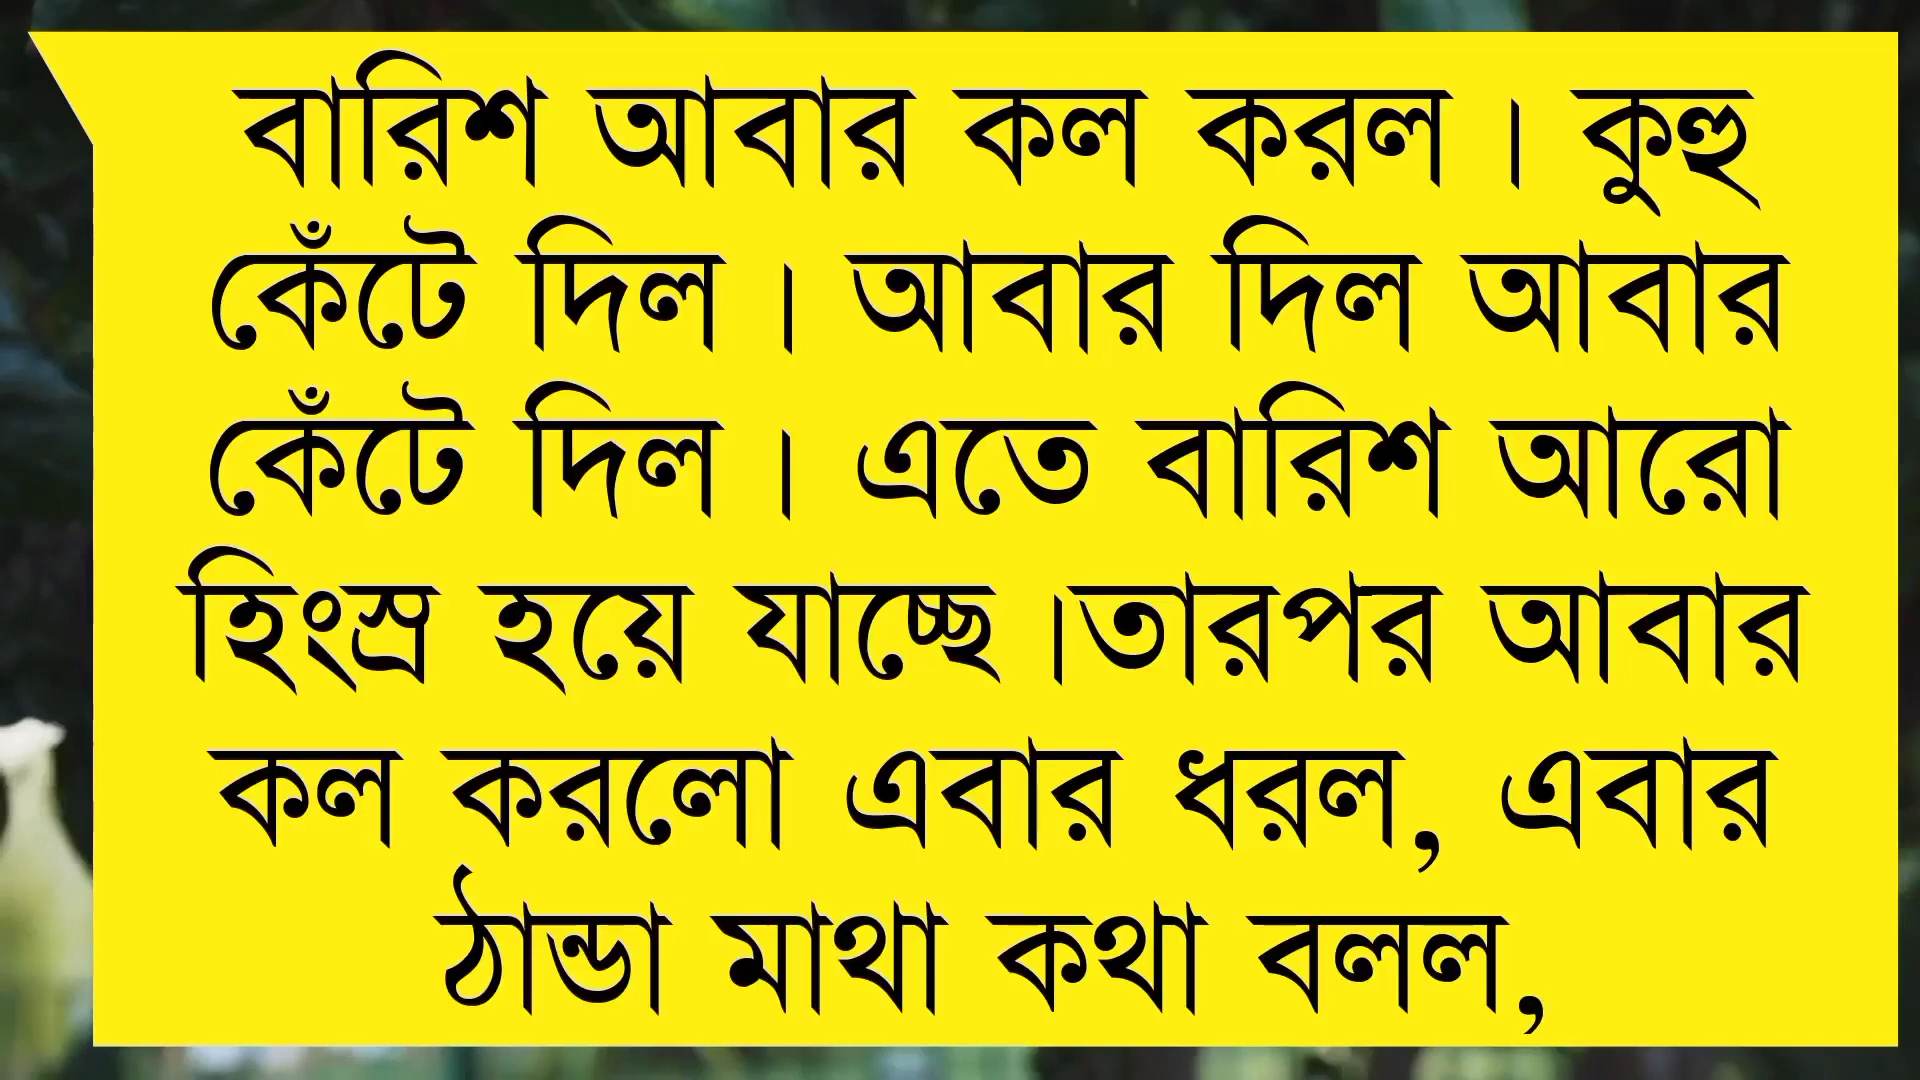 বারিশ আবার কল করল । কুহু
কেঁটে দিল । আবার দিল আবার
কেঁটে দিল । এতে বারিশ আরো
হিংস্র হয়ে যাচ্ছে ।তারপর আবার
কল করলো এবার ধরল, এবার
ঠান্ডা মাথা কথা বলল,